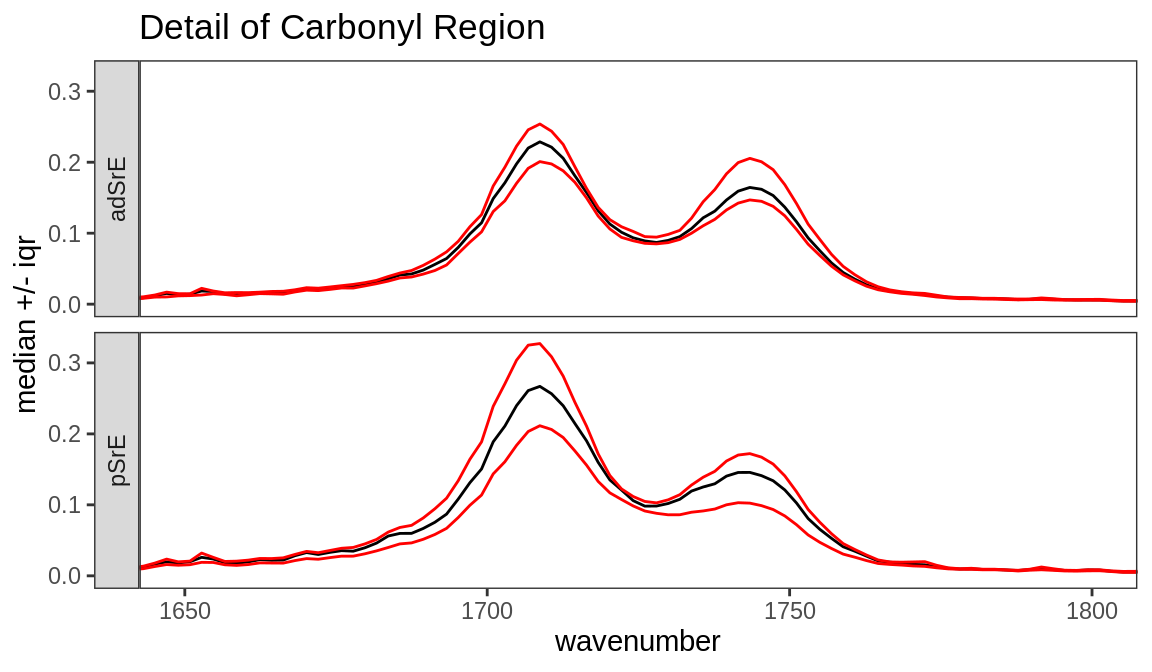 Detail of Carbonyl Region
median +/- iqr
adSrE
0.3
0.2
0.1
0.0
pSrE
0.3
0.2
0.1
0.0
1650 1700 1750 1800
wavenumber